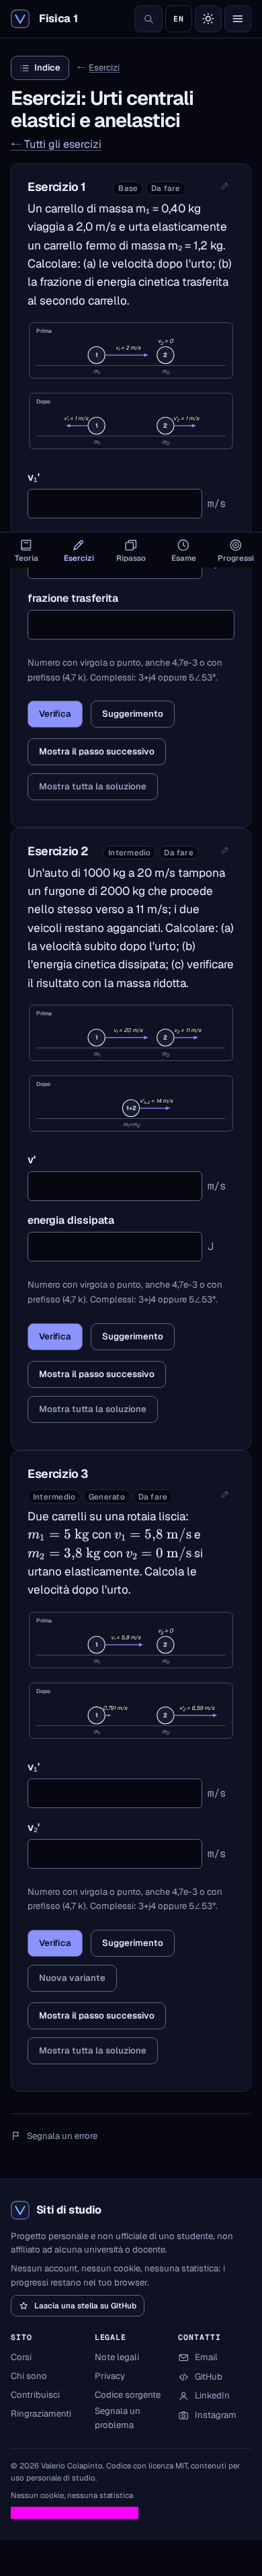 Fisica 1
EN
Indice
← Esercizi
Esercizi: Urti centrali
elastici e anelastici
← Tutti gli esercizi
Esercizio 1
Base
Da fare
Un carrello di massa m₁ = 0,40 kg
viaggia a 2,0 m/s e urta elasticamente
un carrello fermo di massa m₂ = 1,2 kg.
Calcolare: (a) le velocità dopo l'urto; (b)
la frazione di energia cinetica trasferita
al secondo carrello.
Prima
v₁ = 2 m/s
v₂ = 0
1
2
m₁
m₂
Dopo
v'₁ = 1 m/s
v'₂ = 1 m/s
1
2
m₁
m₂
v₁'
m/s
Teoria
Esercizi
Ripasso
Esame
Progressi
frazione trasferita
Numero con virgola o punto, anche 4,7e-3 o con
prefisso (4,7 k). Complessi: 3+j4 oppure 5∠53°.
Verifica
Suggerimento
Mostra il passo successivo
Mostra tutta la soluzione
Esercizio 2
Intermedio
Da fare
Un'auto di 1000 kg a 20 m/s tampona
un furgone di 2000 kg che procede
nello stesso verso a 11 m/s; i due
veicoli restano agganciati. Calcolare: (a)
la velocità subito dopo l'urto; (b)
l'energia cinetica dissipata; (c) verificare
il risultato con la massa ridotta.
Prima
v₁ = 20 m/s
v₂ = 11 m/s
1
2
m₁
m₂
Dopo
v'₁,₂ = 14 m/s
1+2
m₁+m₂
v'
m/s
energia dissipata
J
Numero con virgola o punto, anche 4,7e-3 o con
prefisso (4,7 k). Complessi: 3+j4 oppure 5∠53°.
Verifica
Suggerimento
Mostra il passo successivo
Mostra tutta la soluzione
Esercizio 3
Intermedio
Generato
Da fare
Due carrelli su una rotaia liscia:
m₁ = 5 kg con v₁ = 5,8 m/s e
m₂ = 3,8 kg con v₂ = 0 m/s si
urtano elasticamente. Calcola le
velocità dopo l'urto.
Prima
v₁ = 5,8 m/s
v₂ = 0
1
2
m₁
m₂
Dopo
0,791 m/s
v'₂ = 6,59 m/s
1
2
m₁
m₂
v₁'
m/s
v₂'
m/s
Numero con virgola o punto, anche 4,7e-3 o con
prefisso (4,7 k). Complessi: 3+j4 oppure 5∠53°.
Verifica
Suggerimento
Nuova variante
Mostra il passo successivo
Mostra tutta la soluzione
Segnala un errore
Siti di studio
Progetto personale e non ufficiale di uno studente, non
affiliato ad alcuna università o docente.
Nessun account, nessun cookie, nessuna statistica: i
progressi restano nel tuo browser.
Lascia una stella su GitHub
SITO
Corsi
Chi sono
Contribuisci
Ringraziamenti
LEGALE
Note legali
Privacy
Codice sorgente
Segnala un
problema
CONTATTI
Email
GitHub
LinkedIn
Instagram
© 2026 Valerio Colapinto. Codice con licenza MIT, contenuti per
uso personale di studio.
Nessun cookie, nessuna statistica